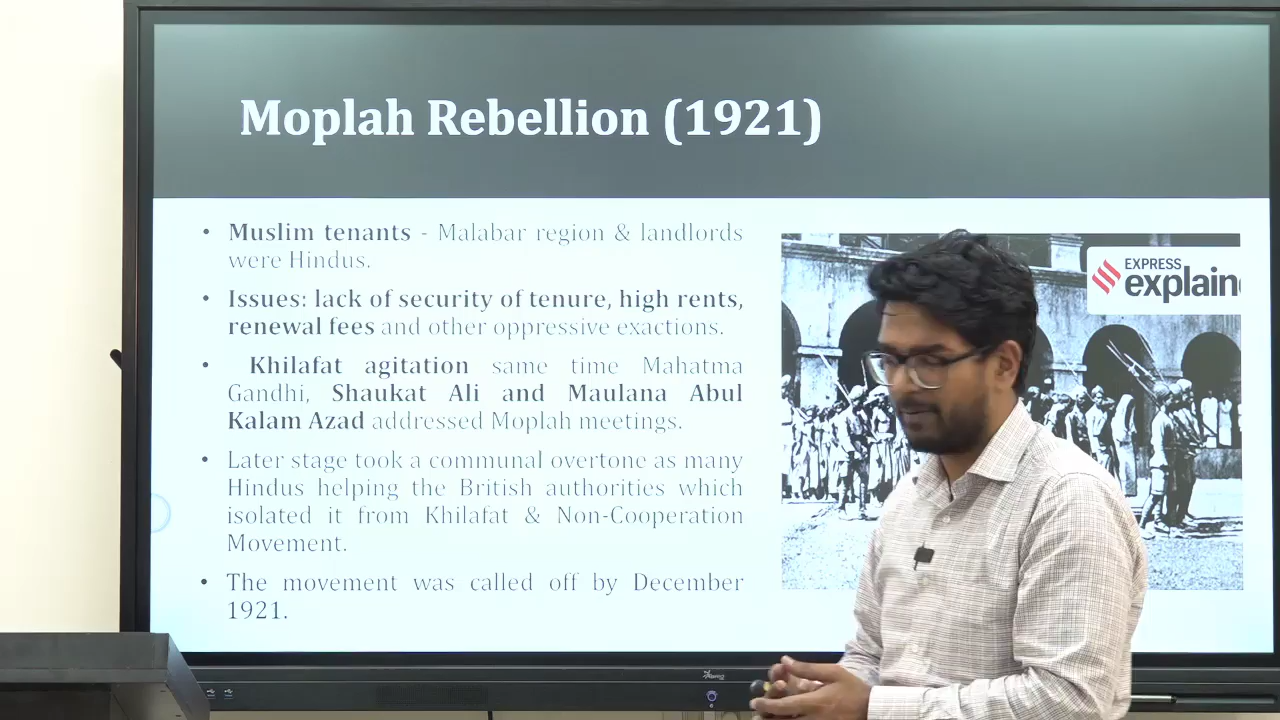 Moplah Rebellion (1921)
• Muslim tenants - Malabar region & landlords
were Hindus.
• Issues: lack of security of tenure, high rents,
renewal fees and other oppressive exactions.
• Khilafat agitation same time Mahatma
Gandhi, Shaukat Ali and Maulana Abul
Kalam Azad addressed Moplah meetings.
• Later stage took a communal overtone as many
Hindus helping the British authorities which
isolated it from Khilafat & Non-Cooperation
Movement.
• The movement was called off by December
1921.
EXPRESS
explain